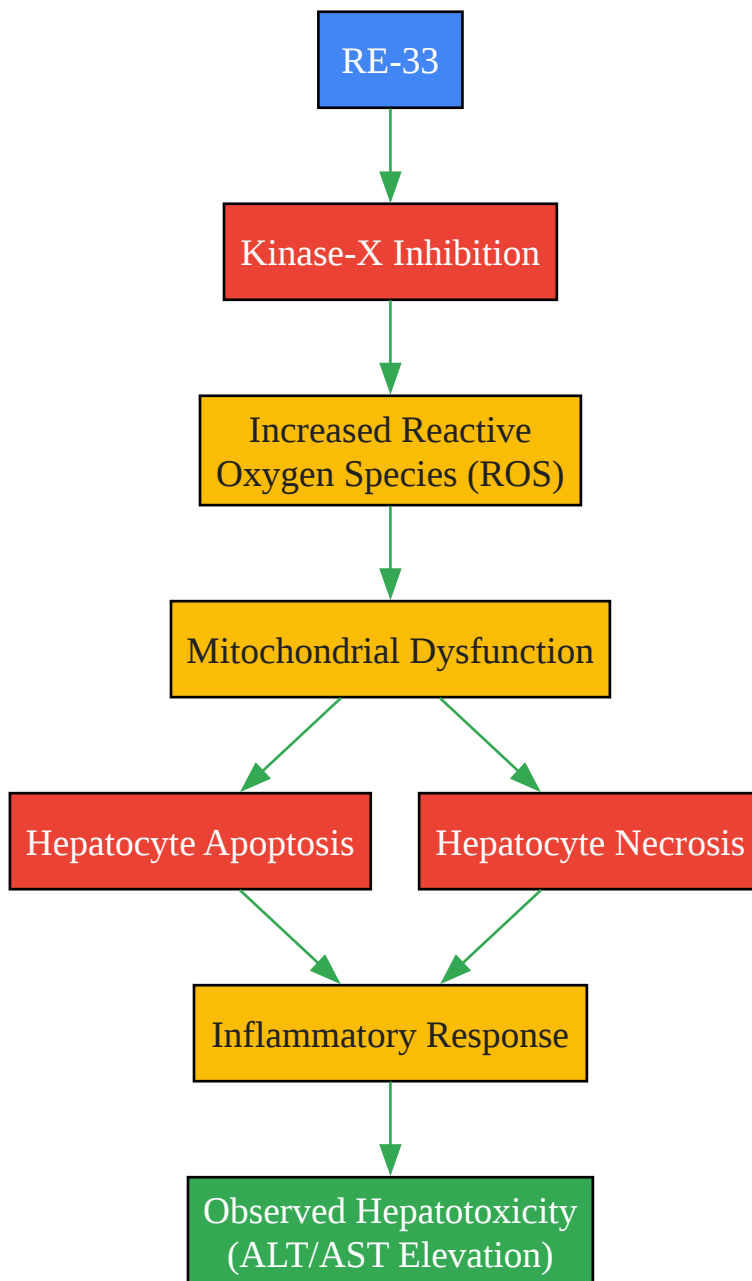 RE-33
Kinase-X Inhibition
Increased Reactive
Oxygen Species (ROS)
Mitochondrial Dysfunction
Hepatocyte Apoptosis
Hepatocyte Necrosis
Inflammatory Response
Observed Hepatotoxicity
(ALT/AST Elevation)